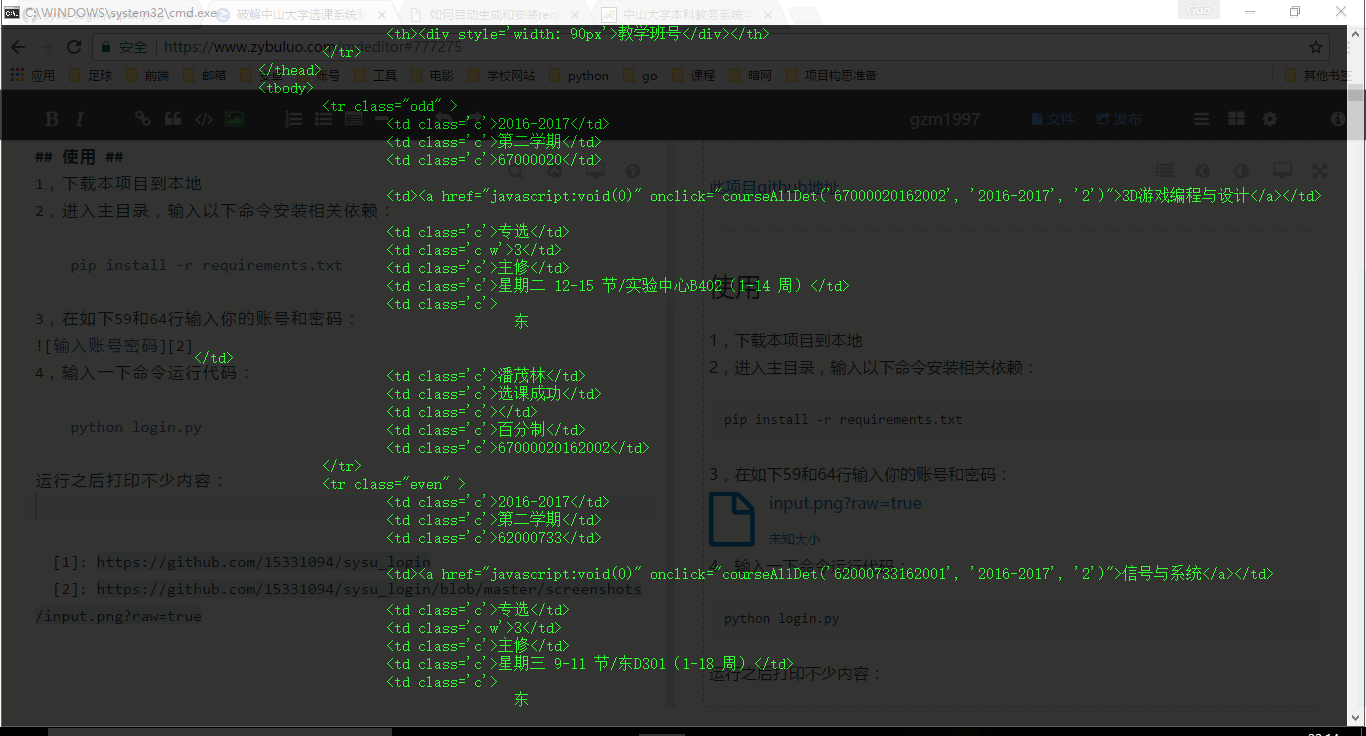 C:\WINDOWS\system32\cmd.exe
破解中山大学选课系统
如何自动生成和安装req
中山大学本科教务系统
Guo
安全 https://www.zybuluo.com
editor#777275
应用 足球 前端 邮箱 账号 工具 电影 学校网站 python go 课程 暗网 项目构思准备 其他书签
B I gzm1997 文件 发布
<th><div style='width: 90px'>教学班号</div></th>
</tr>
</thead>
<tbody>
<tr class="odd" >
<td class='c'>2016-2017</td>
<td class='c'>第二学期</td>
<td class='c'>67000020</td>
<td><a href="javascript:void(0)" onclick="courseAllDet('67000020162002', '2016-2017', '2')">3D游戏编程与设计</a></td>
<td class='c'>专选</td>
<td class='c w'>3</td>
<td class='c'>主修</td>
<td class='c'>星期二 12-15 节/实验中心B402（1-14 周）</td>
<td class='c'>
东
</td>
<td class='c'>潘茂林</td>
<td class='c'>选课成功</td>
<td class='c'></td>
<td class='c'>百分制</td>
<td class='c'>67000020162002</td>
</tr>
<tr class="even" >
<td class='c'>2016-2017</td>
<td class='c'>第二学期</td>
<td class='c'>62000733</td>
<td><a href="javascript:void(0)" onclick="courseAllDet('62000733162001', '2016-2017', '2')">信号与系统</a></td>
<td class='c'>专选</td>
<td class='c w'>3</td>
<td class='c'>主修</td>
<td class='c'>星期三 9-11 节/东D301（1-18 周）</td>
<td class='c'>
东
## 使用 ##
1，下载本项目到本地
2，进入主目录，输入以下命令安装相关依赖：
pip install -r requirements.txt
3，在如下59和64行输入你的账号和密码：
![输入账号密码][2]
4，输入一下命令运行代码：
python login.py
运行之后打印不少内容：
[1]: https://github.com/15331094/sysu_login
[2]: https://github.com/15331094/sysu_login/blob/master/screenshots
/input.png?raw=true
此项目github地址
使用
1，下载本项目到本地
2，进入主目录，输入以下命令安装相关依赖：
pip install -r requirements.txt
3，在如下59和64行输入你的账号和密码：
input.png?raw=true
未知大小
4，输入一下命令运行代码：
python login.py
运行之后打印不少内容：